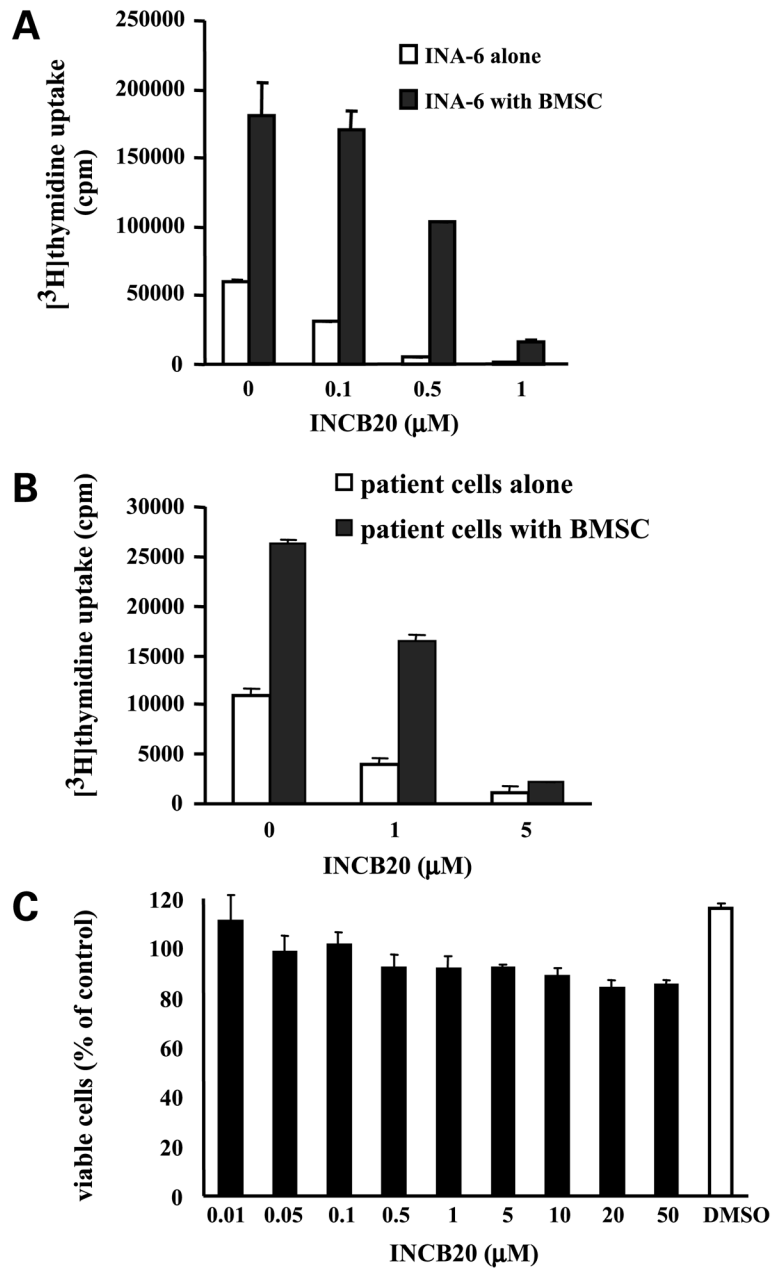 A
[³H]thymidine uptake
(cpm)
250000
200000
150000
100000
50000
0
INA-6 alone
INA-6 with BMSC
0 0.1 0.5 1
INCB20 (µM)
B
[³H]thymidine uptake (cpm)
30000
25000
20000
15000
10000
5000
0
patient cells alone
patient cells with BMSC
0 1 5
INCB20 (µM)
C
viable cells (% of control)
120
100
80
60
40
20
0
0.01 0.05 0.1 0.5 1 5 10 20 50 DMSO
INCB20 (µM)